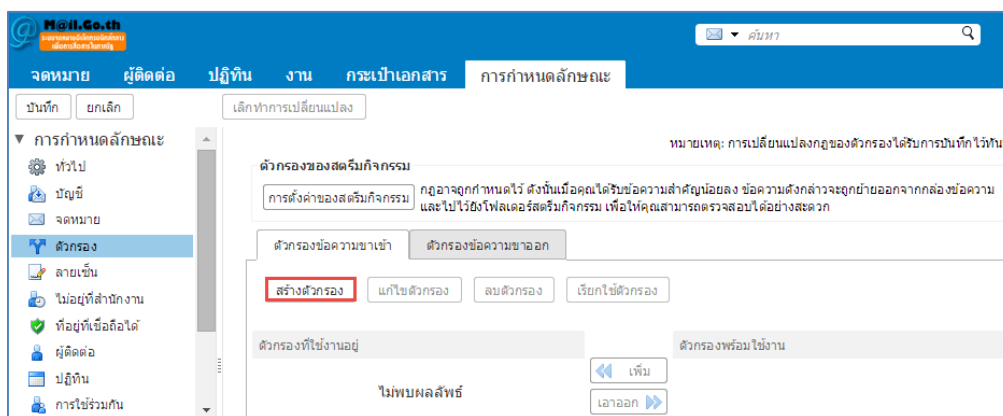 M@il.Go.th
เพื่อการสื่อสารในภาครัฐ
ค้นหา
จดหมาย ผู้ติดต่อ ปฏิทิน งาน กระเป๋าเอกสาร การกำหนดลักษณะ
บันทึก ยกเลิก เลิกทำการเปลี่ยนแปลง
การกำหนดลักษณะ
ทั่วไป
บัญชี
จดหมาย
ตัวกรอง
ลายเซ็น
ไม่อยู่ที่สำนักงาน
ที่อยู่ที่เชื่อถือได้
ผู้ติดต่อ
ปฏิทิน
การใช้ร่วมกัน
หมายเหตุ: การเปลี่ยนแปลงกฎของตัวกรองได้รับการบันทึกไว้ทัน
ตัวกรองของสตรีมกิจกรรม
การตั้งค่าของสตรีมกิจกรรม
กฎอาจถูกกำหนดไว้ ดังนั้นเมื่อคุณได้รับข้อความสำคัญน้อยลง ข้อความดังกล่าวจะถูกย้ายออกจากกล่องข้อความ
และไปไว้ยังโฟลเดอร์สตรีมกิจกรรม เพื่อให้คุณสามารถตรวจสอบได้อย่างสะดวก
ตัวกรองข้อความขาเข้า ตัวกรองข้อความขาออก
สร้างตัวกรอง แก้ไขตัวกรอง ลบตัวกรอง เรียกใช้ตัวกรอง
ตัวกรองที่ใช้งานอยู่ ตัวกรองพร้อมใช้งาน
ไม่พบผลลัพธ์
เพิ่ม
เอาออก